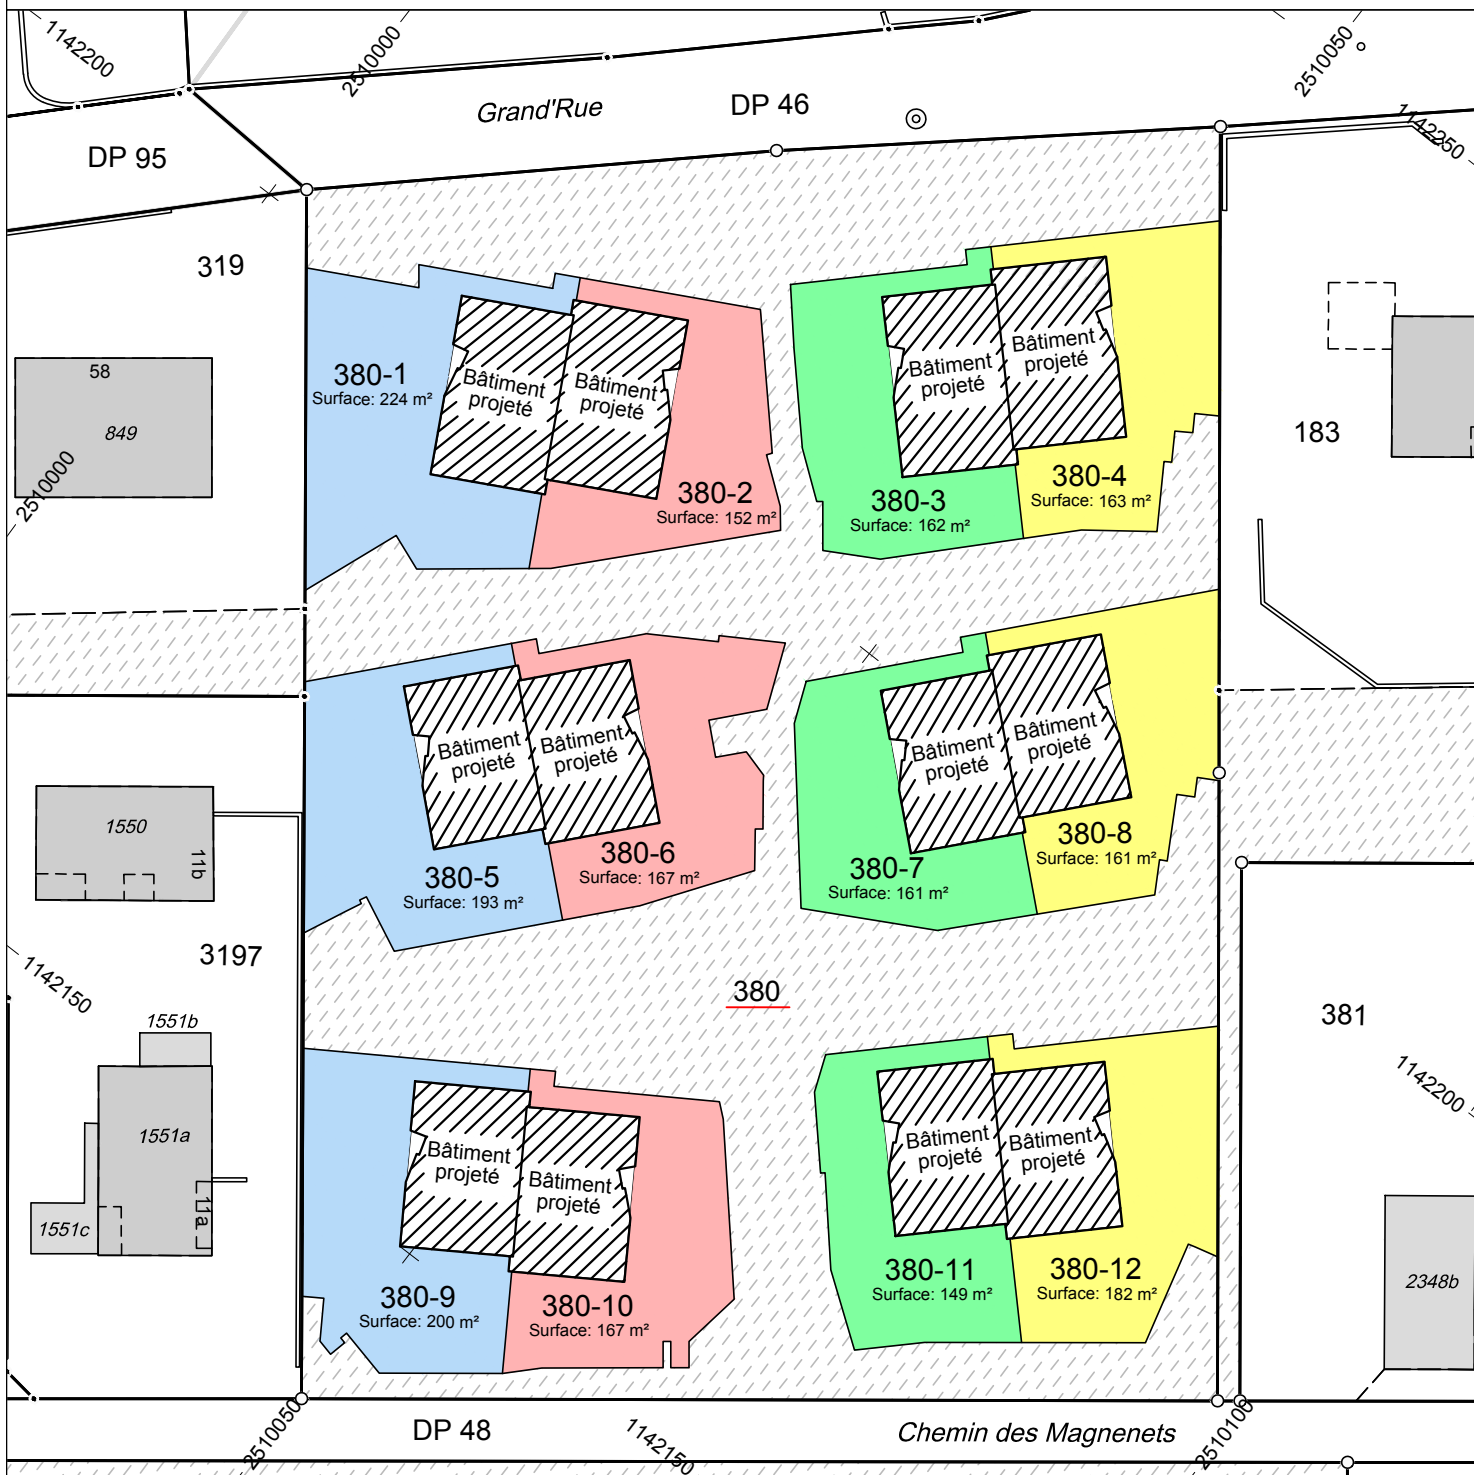 1142200
2510000
2510050
Grand'Rue
DP 46
DP 95
1142250
319
58
849
2510000
183
380-1
Surface: 224 m²
Bâtiment
projeté
Bâtiment
projeté
380-2
Surface: 152 m²
Bâtiment
projeté
Bâtiment
projeté
380-3
Surface: 162 m²
380-4
Surface: 163 m²
Bâtiment
projeté
Bâtiment
projeté
380-5
Surface: 193 m²
380-6
Surface: 167 m²
Bâtiment
projeté
Bâtiment
projeté
380-7
Surface: 161 m²
380-8
Surface: 161 m²
1550
11b
3197
1142150
380
381
1551b
1551a
1551c
11a
1142200
Bâtiment
projeté
Bâtiment
projeté
380-9
Surface: 200 m²
380-10
Surface: 167 m²
Bâtiment
projeté
Bâtiment
projeté
380-11
Surface: 149 m²
380-12
Surface: 182 m²
2348b
2510050
DP 48
1142150
Chemin des Magnenets
2510100